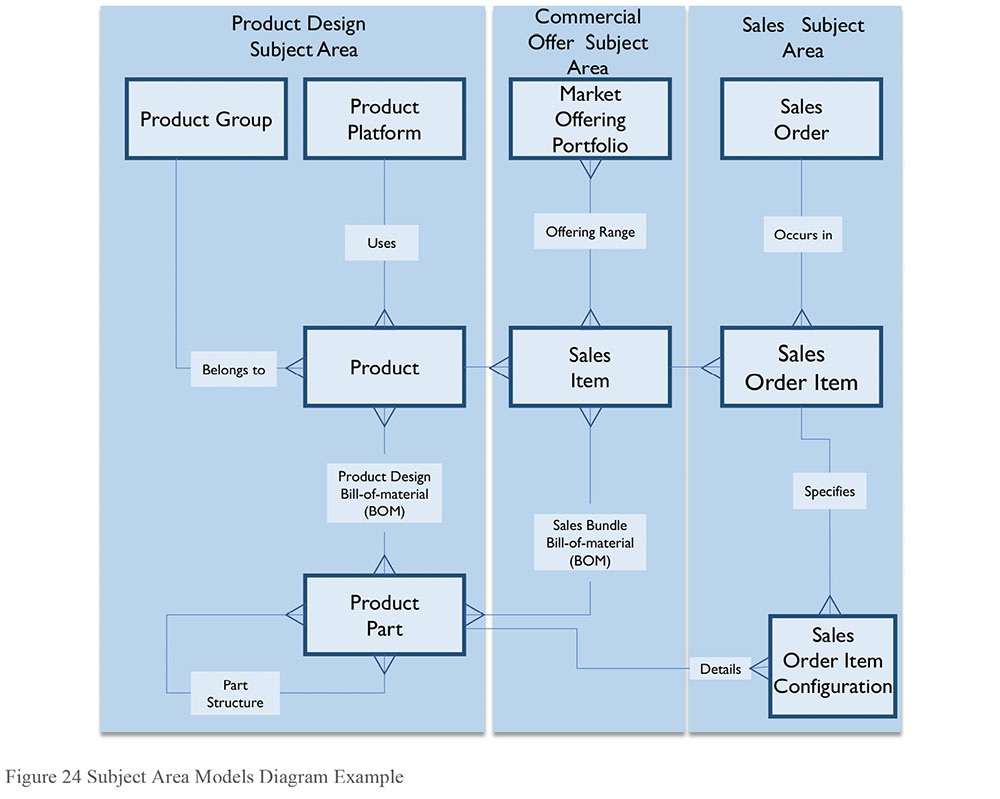 Product Design
Subject Area
Commercial
Offer Subject
Area
Sales Subject
Area
Product Group
Product
Platform
Market
Offering
Portfolio
Sales
Order
Uses
Offering Range
Occurs in
Belongs to
Product
Sales
Item
Sales
Order Item
Product Design
Bill-of-material
(BOM)
Sales Bundle
Bill-of-material
(BOM)
Specifies
Product
Part
Part
Structure
Details
Sales
Order Item
Configuration
Figure 24 Subject Area Models Diagram Example